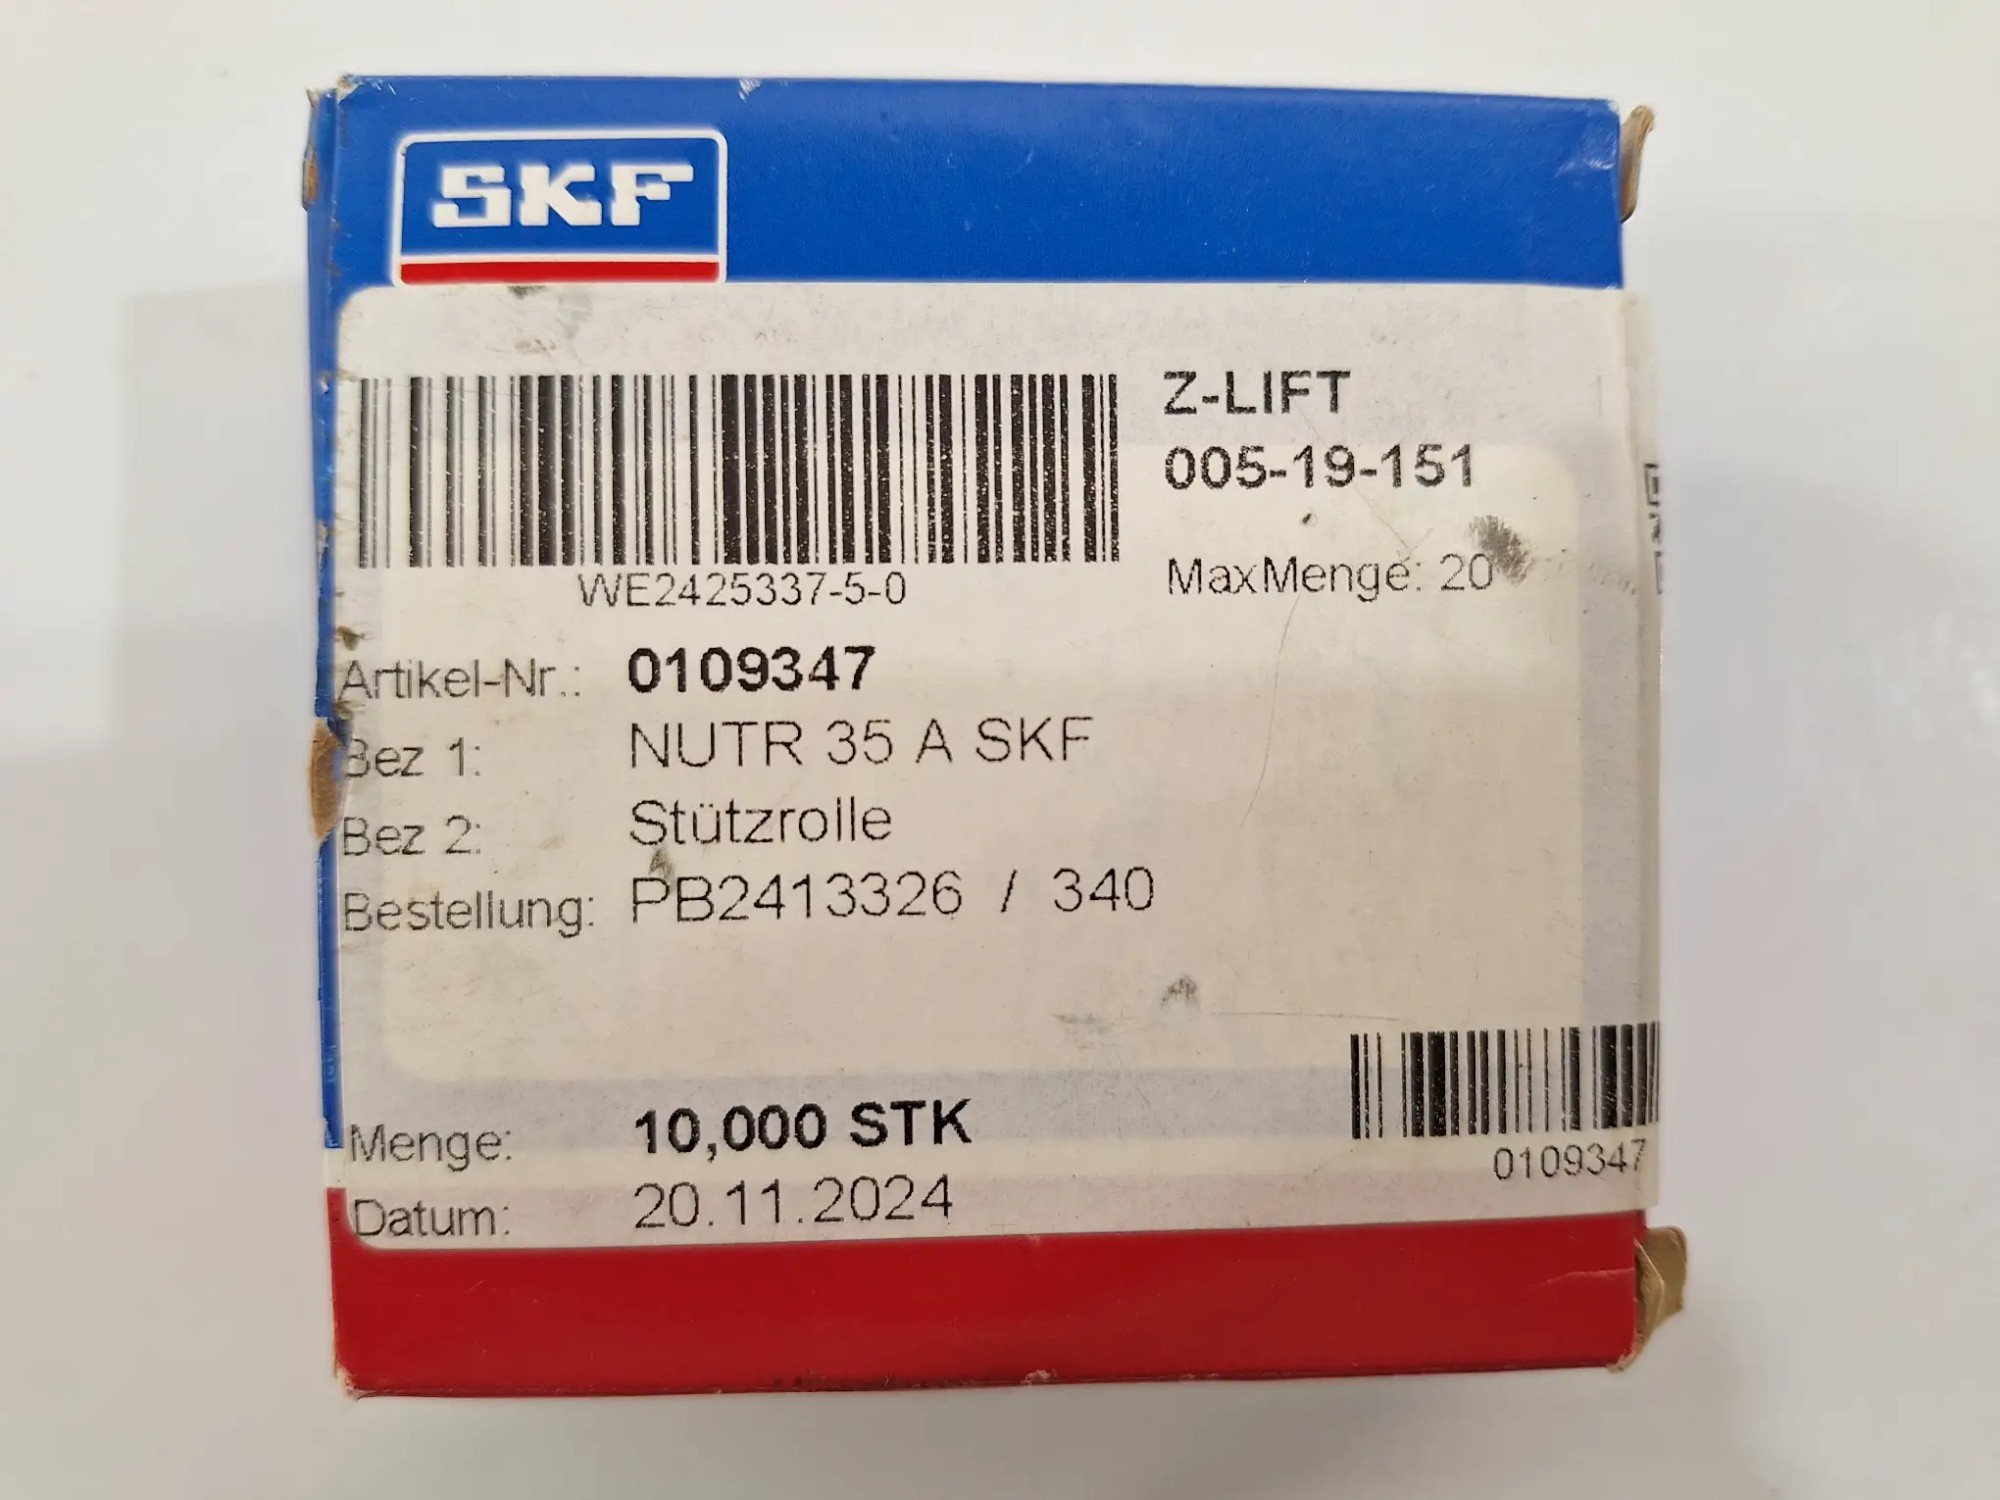 SKF
Z-LIFT
005-19-151
WE2425337-5-0
MaxMenge: 20
Artikel-Nr.: 0109347
Bez 1: NUTR 35 A SKF
Bez 2: Stützrolle
Bestellung: PB2413326 / 340
Menge: 10,000 STK
0109347
Datum: 20.11.2024